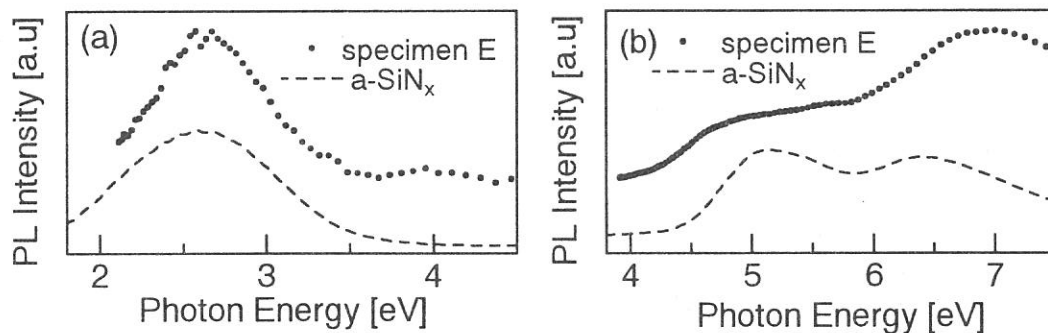 PL Intensity [a.u]
(a)
specimen E
a-SiNₓ
2 3 4
Photon Energy [eV]
PL Intensity [a.u]
(b)
specimen E
a-SiNₓ
4 5 6 7
Photon Energy [eV]